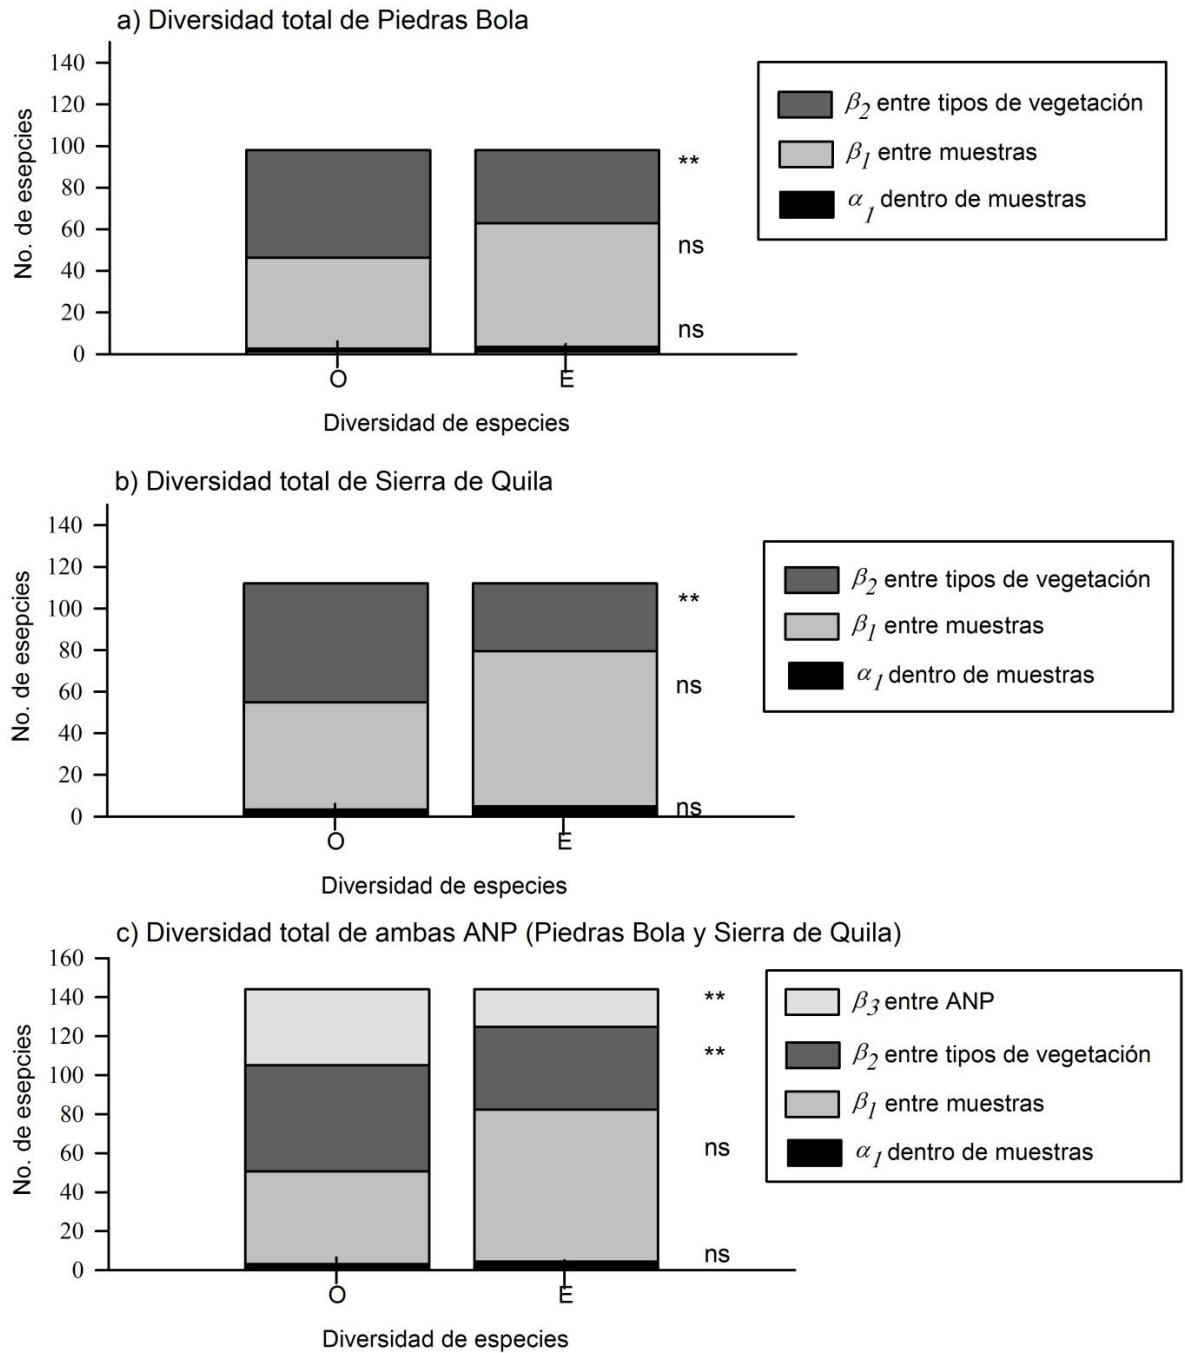 a) Diversidad total de Piedras Bola
No. de esepcies
140
120
100
80
60
40
20
0
**
ns
ns
O
E
Diversidad de especies
β2 entre tipos de vegetación
β1 entre muestras
α1 dentro de muestras
b) Diversidad total de Sierra de Quila
No. de esepcies
140
120
100
80
60
40
20
0
**
ns
ns
O
E
Diversidad de especies
β2 entre tipos de vegetación
β1 entre muestras
α1 dentro de muestras
c) Diversidad total de ambas ANP (Piedras Bola y Sierra de Quila)
No. de esepcies
160
140
120
100
80
60
40
20
0
**
**
ns
ns
O
E
Diversidad de especies
β3 entre ANP
β2 entre tipos de vegetación
β1 entre muestras
α1 dentro de muestras